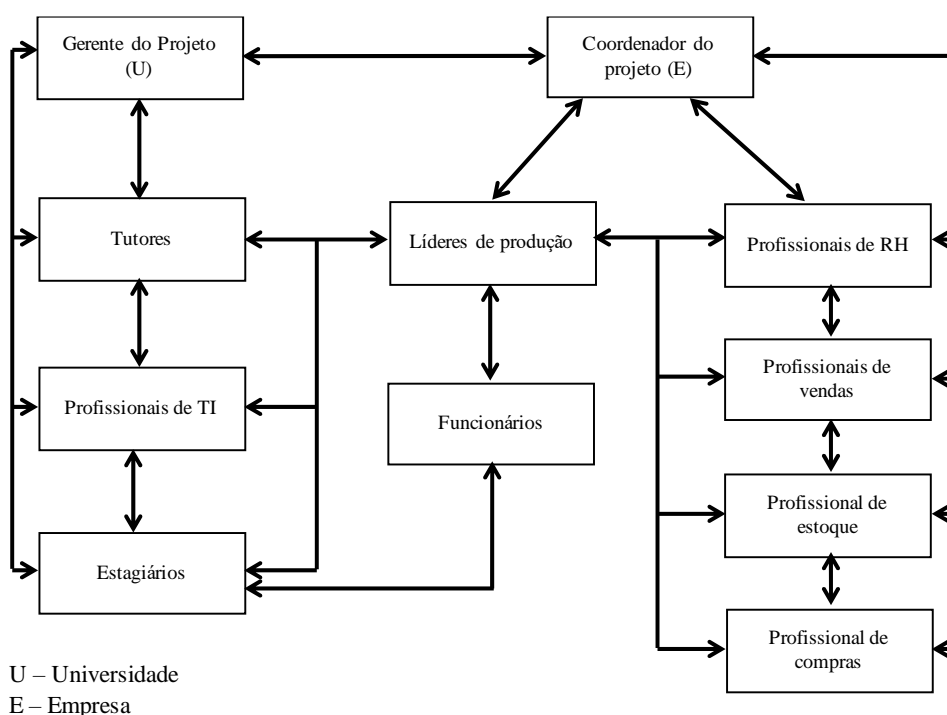 Gerente do Projeto
(U)
Coordenador do
projeto (E)
Tutores
Líderes de produção
Profissionais de RH
Profissionais de TI
Funcionários
Profissionais de
vendas
Profissional de
estoque
Estagiários
Profissional de
compras
U – Universidade
E – Empresa